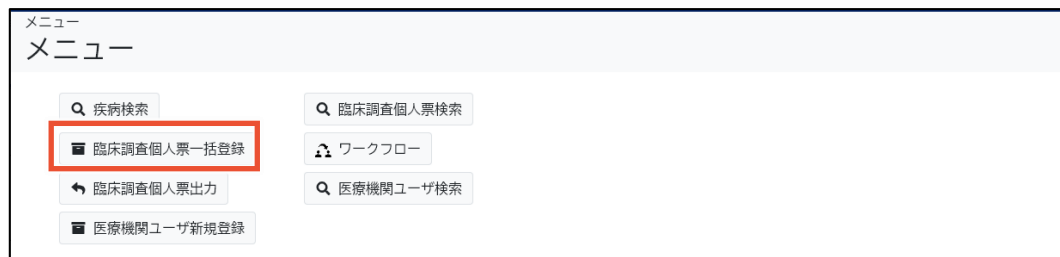 メニュー
メニュー
疾病検索
臨床調査個人票検索
臨床調査個人票一括登録
ワークフロー
臨床調査個人票出力
医療機関ユーザ検索
医療機関ユーザ新規登録